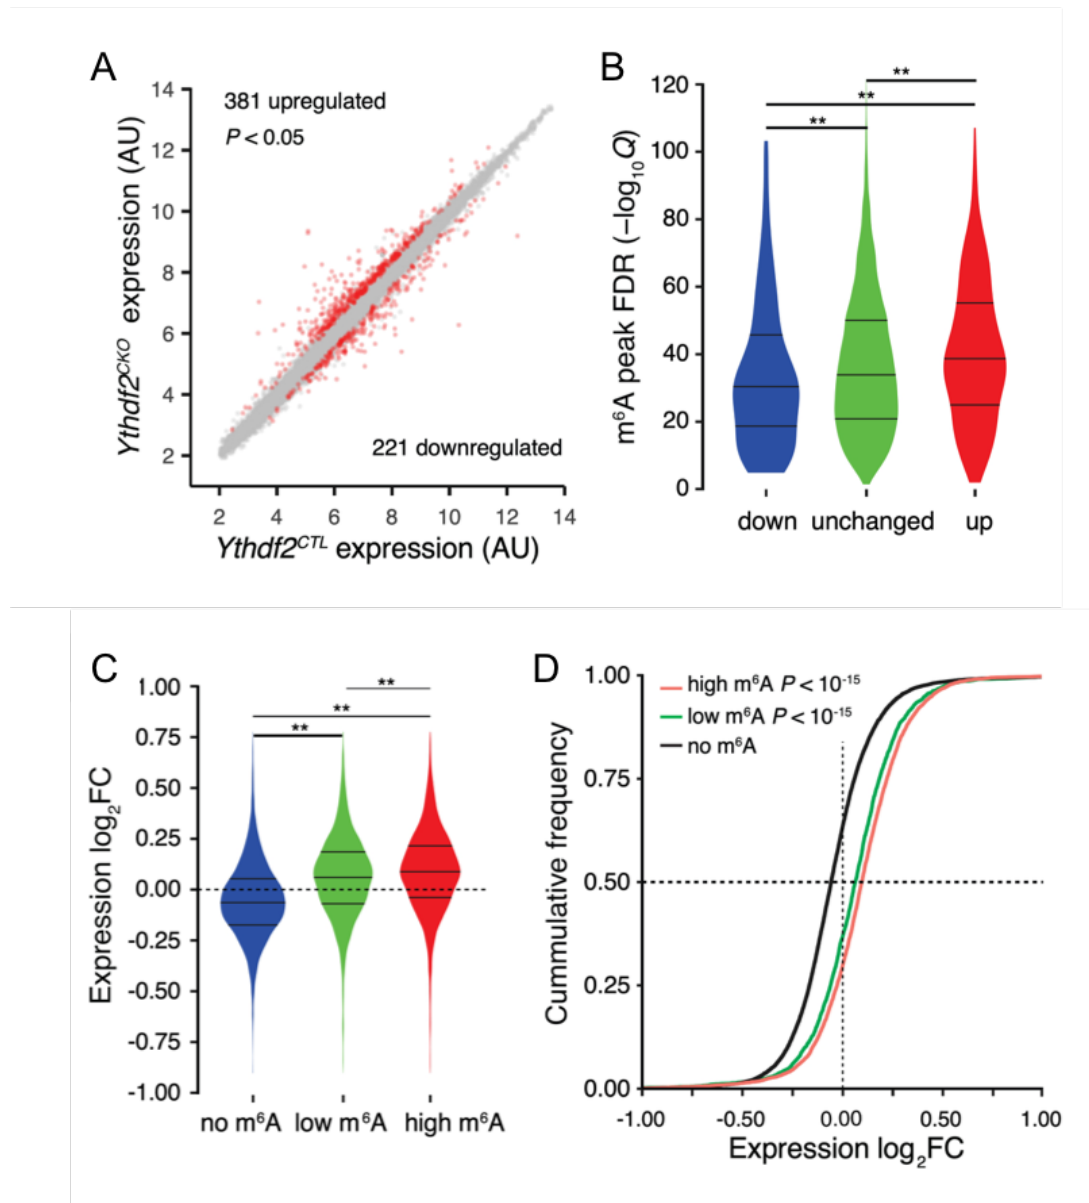 A
14
12
10
8
6
4
2
Ythdf2CKO expression (AU)
381 upregulated
P < 0.05
221 downregulated
2 4 6 8 10 12 14
Ythdf2CTL expression (AU)
B
120
100
80
60
40
20
0
m6A peak FDR (−log10Q)
**
**
**
down unchanged up
C
1.00
0.75
0.50
0.25
0.00
-0.25
-0.50
-0.75
-1.00
Expression log2FC
**
**
**
no m6A low m6A high m6A
D
1.00
0.75
0.50
0.25
0.00
Cummulative frequency
high m6A P < 10-15
low m6A P < 10-15
no m6A
-1.00 -0.50 0.00 0.50 1.00
Expression log2FC